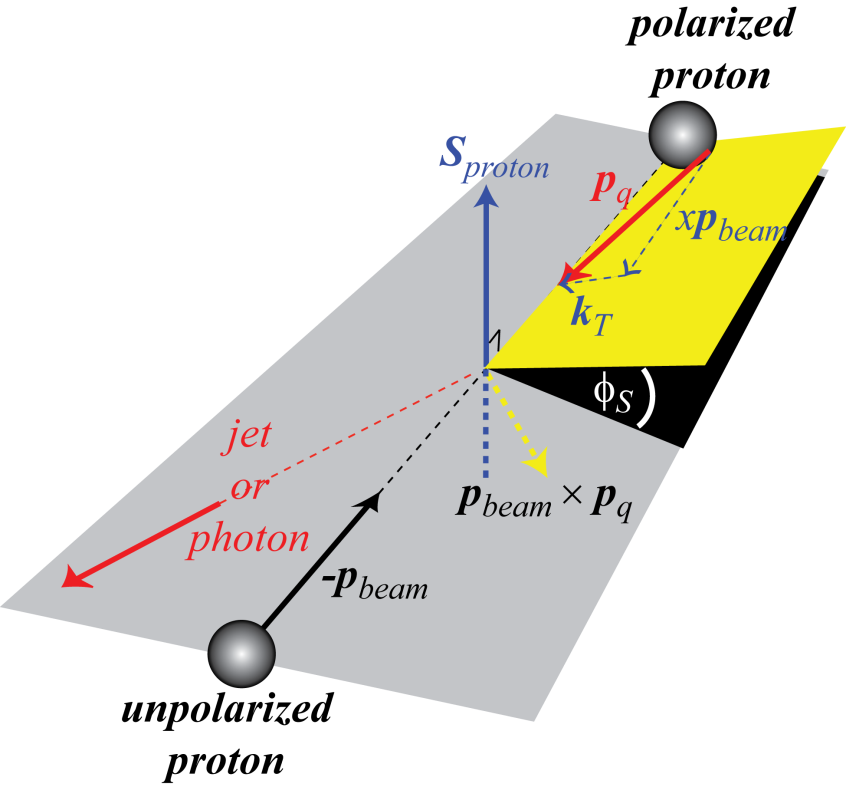 polarized
proton
S_proton
p_q
xp_beam
k_T
ϕ_S
jet
or
photon
p_beam × p_q
-p_beam
unpolarized
proton